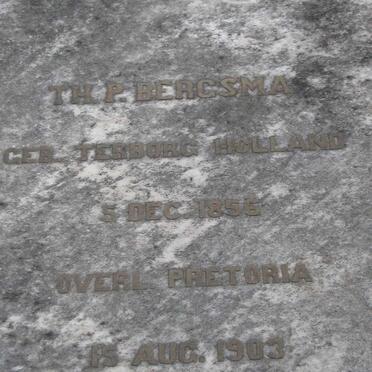 TH. P. BERGSMA
GEB. TERBORG HOLLAND
5 DEC. 1856
OVERL. PRETORIA
15 AUG. 1903